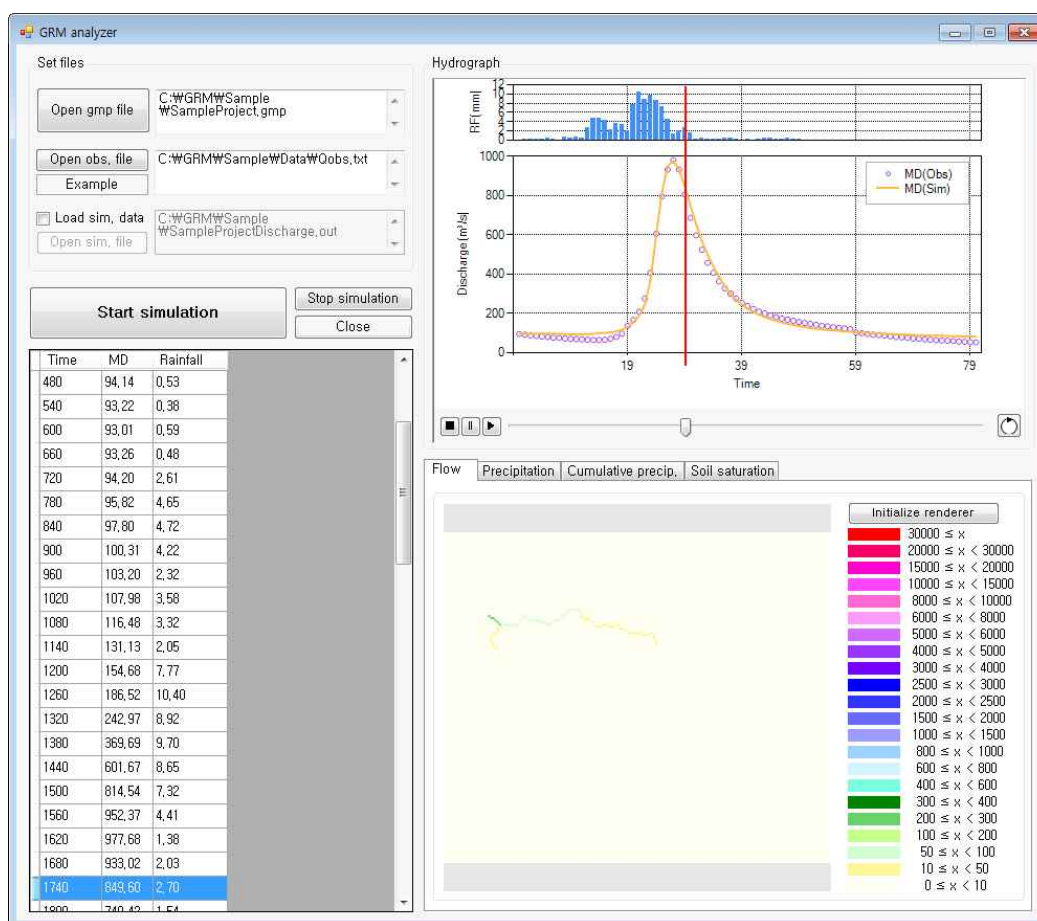 GRM analyzer
Set files
Open gmp file
C:₩GRM₩Sample
₩SampleProject,gmp
Open obs, file
C:₩GRM₩Sample₩Data₩Qobs,txt
Example
Load sim, data
C:₩GRM₩Sample
₩SampleProjectDischarge,out
Open sim, file
Start simulation
Stop simulation
Close
Time MD Rainfall
480 94,14 0,53
540 93,22 0,38
600 93,01 0,59
660 93,26 0,48
720 94,20 2,61
780 95,82 4,65
840 97,80 4,72
900 100,31 4,22
960 103,20 2,32
1020 107,98 3,58
1080 116,48 3,32
1140 131,13 2,05
1200 154,68 7,77
1260 186,52 10,40
1320 242,97 8,92
1380 369,69 9,70
1440 601,67 8,65
1500 814,54 7,32
1560 952,37 4,41
1620 977,68 1,38
1680 933,02 2,03
1740 849,60 2,70
Hydrograph
RF[mm]
12
10
8
6
4
2
0
Discharge[m³/s]
1000
800
600
400
200
0
MD(Obs)
MD(Sim)
19 39 59 79
Time
Flow Precipitation Cumulative precip, Soil saturation
Initialize renderer
30000 ≤ x
20000 ≤ x < 30000
15000 ≤ x < 20000
10000 ≤ x < 15000
8000 ≤ x < 10000
6000 ≤ x < 8000
5000 ≤ x < 6000
4000 ≤ x < 5000
3000 ≤ x < 4000
2500 ≤ x < 3000
2000 ≤ x < 2500
1500 ≤ x < 2000
1000 ≤ x < 1500
800 ≤ x < 1000
600 ≤ x < 800
400 ≤ x < 600
300 ≤ x < 400
200 ≤ x < 300
100 ≤ x < 200
50 ≤ x < 100
10 ≤ x < 50
0 ≤ x < 10